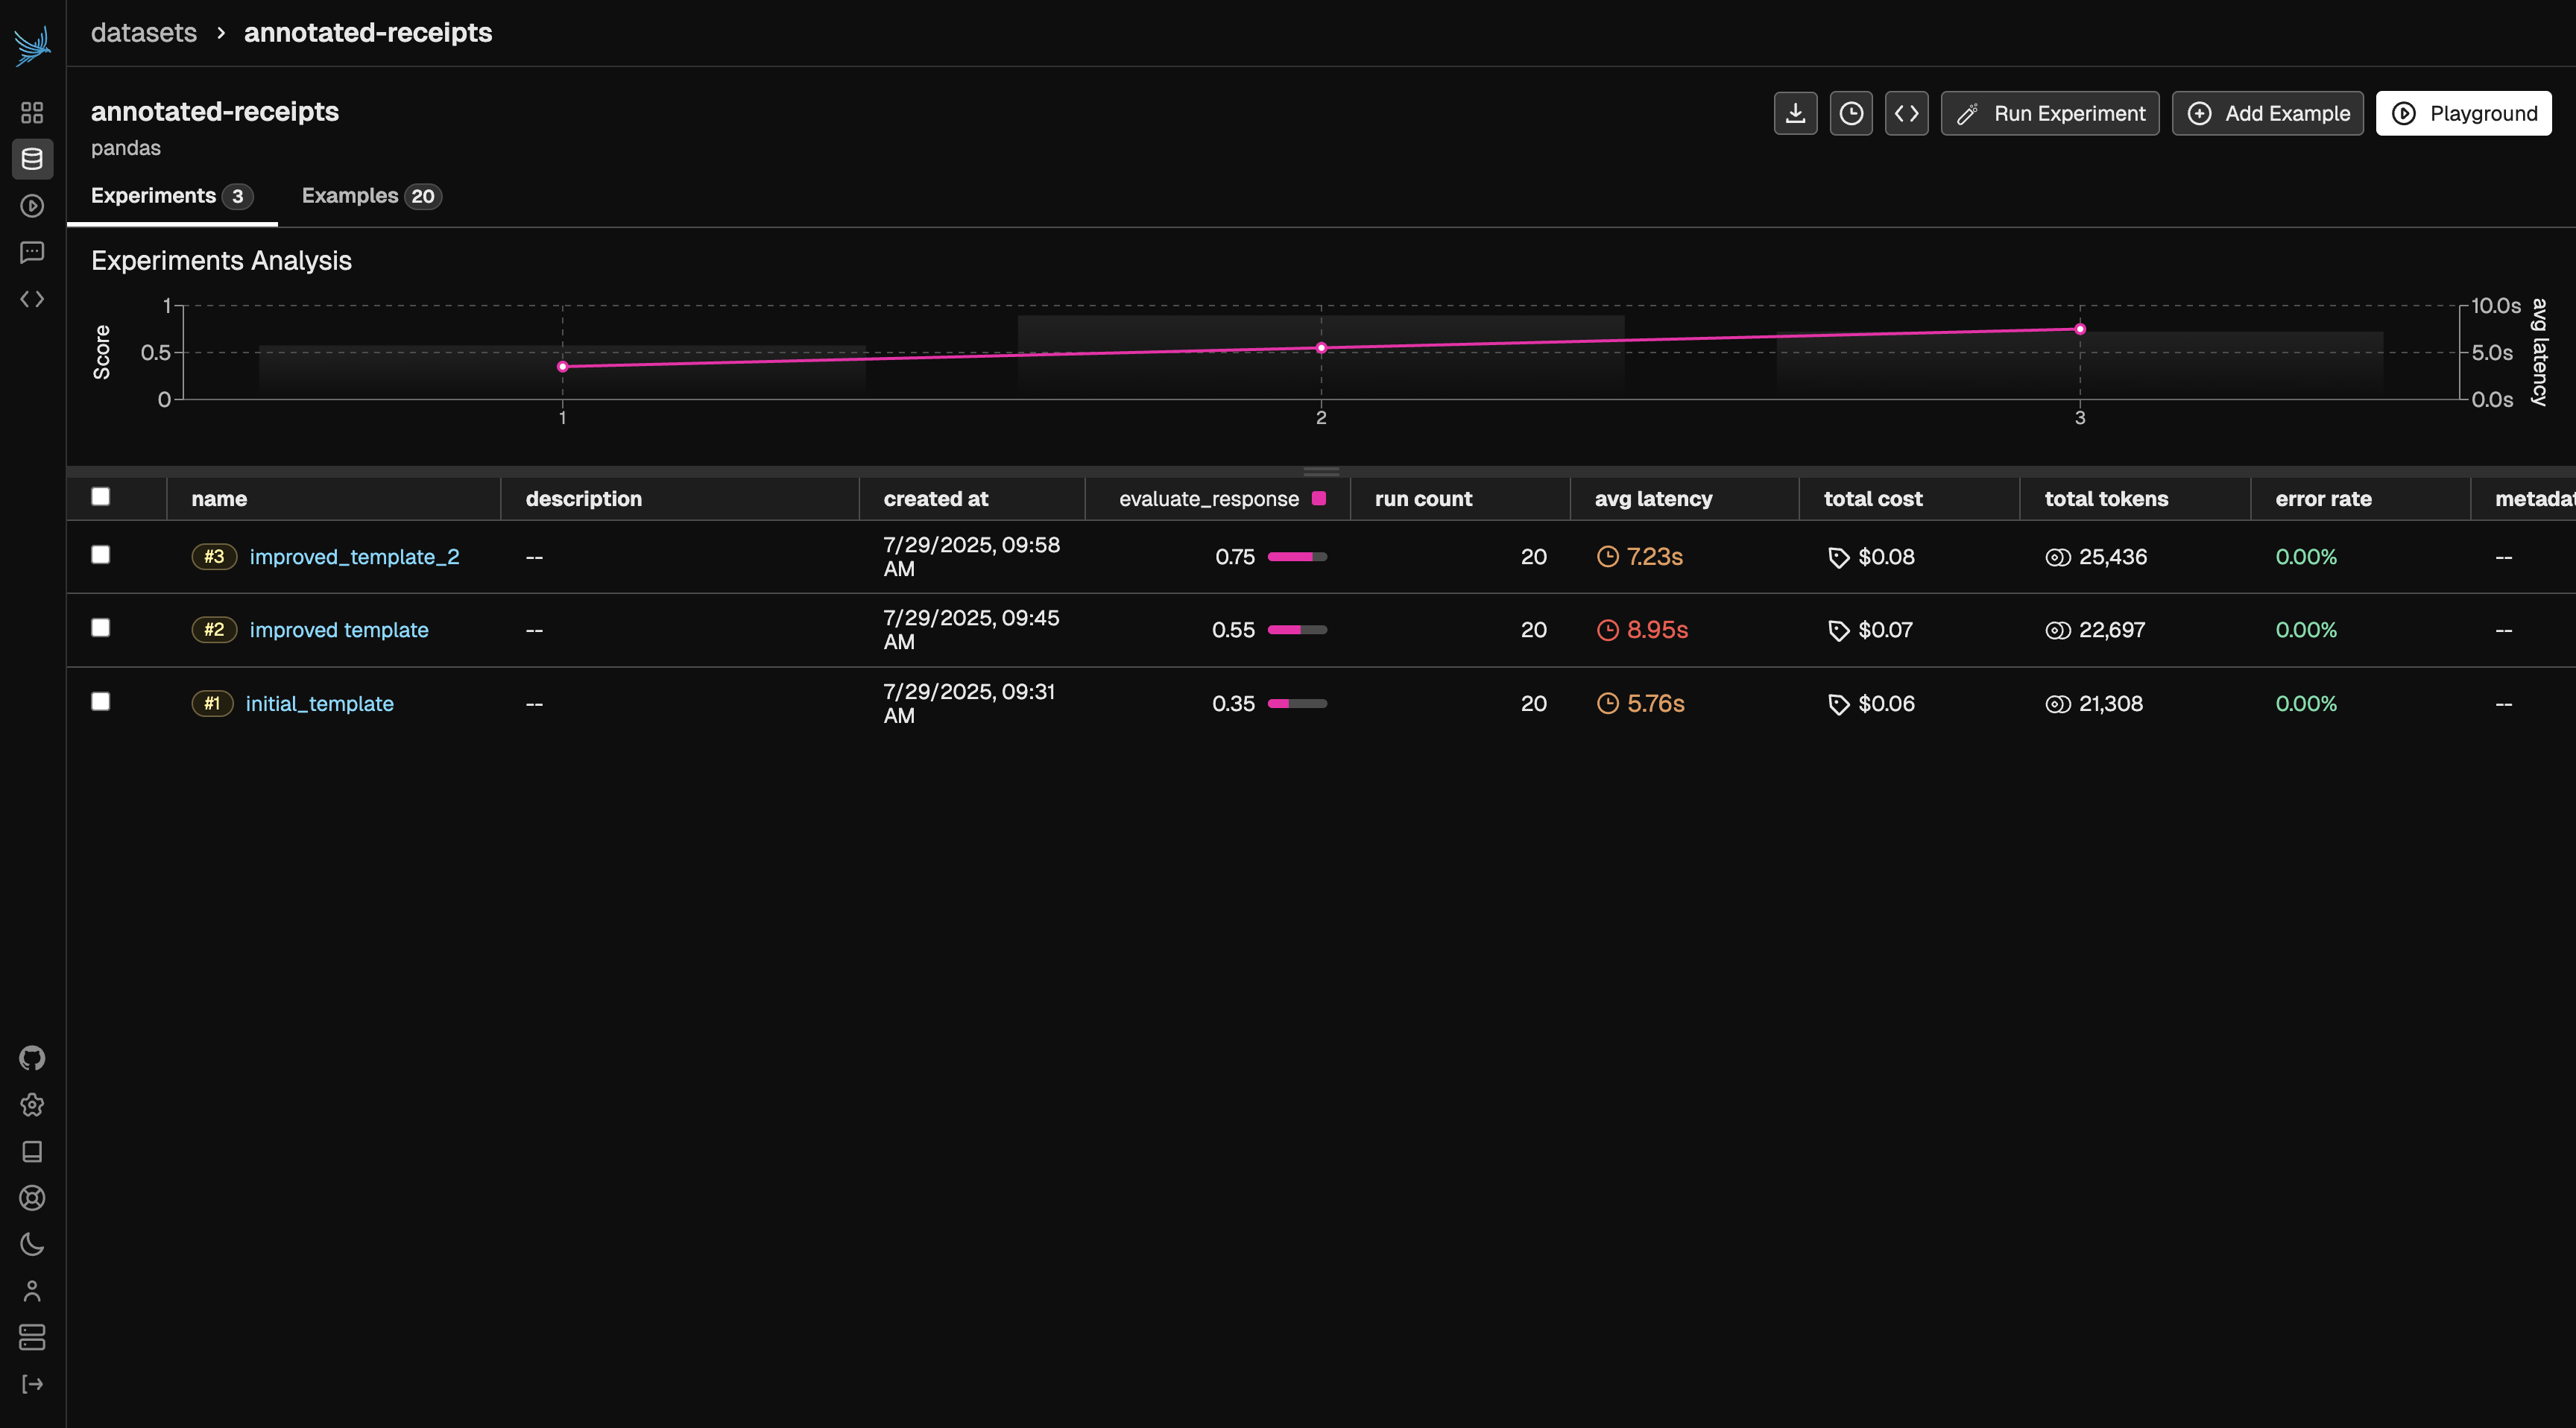 datasets › annotated-receipts
annotated-receipts
pandas
Run Experiment
Add Example
Playground
Experiments 3
Examples 20
Experiments Analysis
Score
1
0.5
0
10.0s
5.0s
0.0s
avg latency
1 2 3
name description created at evaluate_response run count avg latency total cost total tokens error rate metadat
#3 improved_template_2 -- 7/29/2025, 09:58 AM 0.75 20 7.23s $0.08 25,436 0.00% --
#2 improved template -- 7/29/2025, 09:45 AM 0.55 20 8.95s $0.07 22,697 0.00% --
#1 initial_template -- 7/29/2025, 09:31 AM 0.35 20 5.76s $0.06 21,308 0.00% --